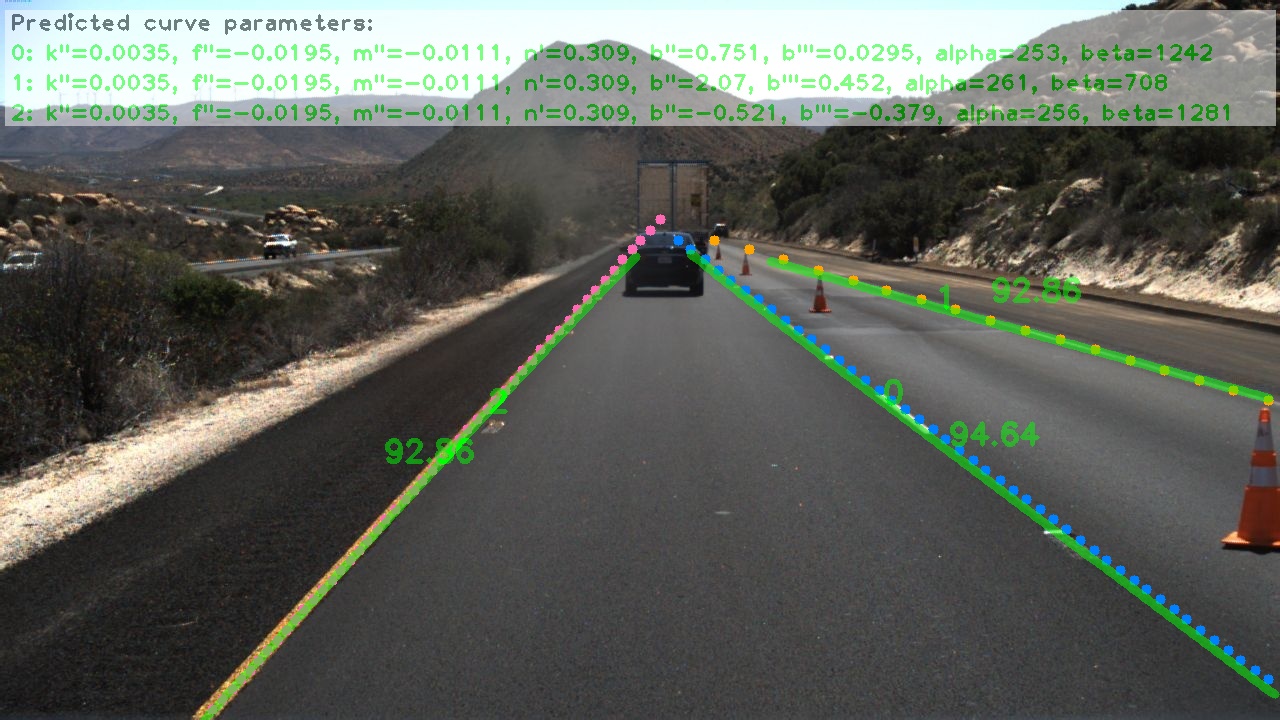 Predicted curve parameters:
0: k''=0.0035, f''=−0.0195, m''=−0.0111, n'=0.309, b''=0.751, b'''=0.0295, alpha=253, beta=1242
1: k''=0.0035, f''=−0.0195, m''=−0.0111, n'=0.309, b''=2.07, b'''=0.452, alpha=261, beta=708
2: k''=0.0035, f''=−0.0195, m''=−0.0111, n'=0.309, b''=−0.521, b'''=−0.379, alpha=256, beta=1281
1 92.86
0
2
94.64
92.86